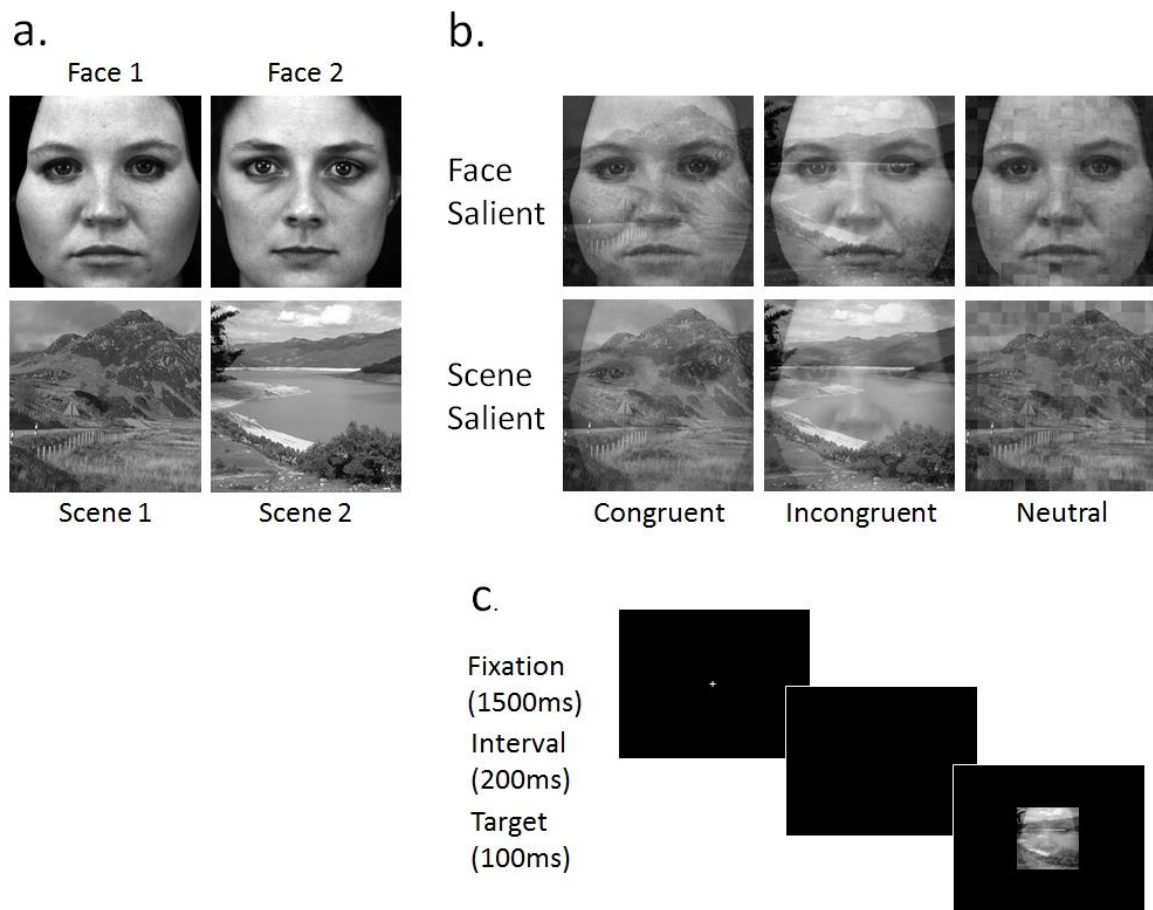 a.
Face 1
Face 2
Scene 1
Scene 2
b.
Face
Salient
Scene
Salient
Congruent
Incongruent
Neutral
c.
Fixation
(1500ms)
Interval
(200ms)
Target
(100ms)